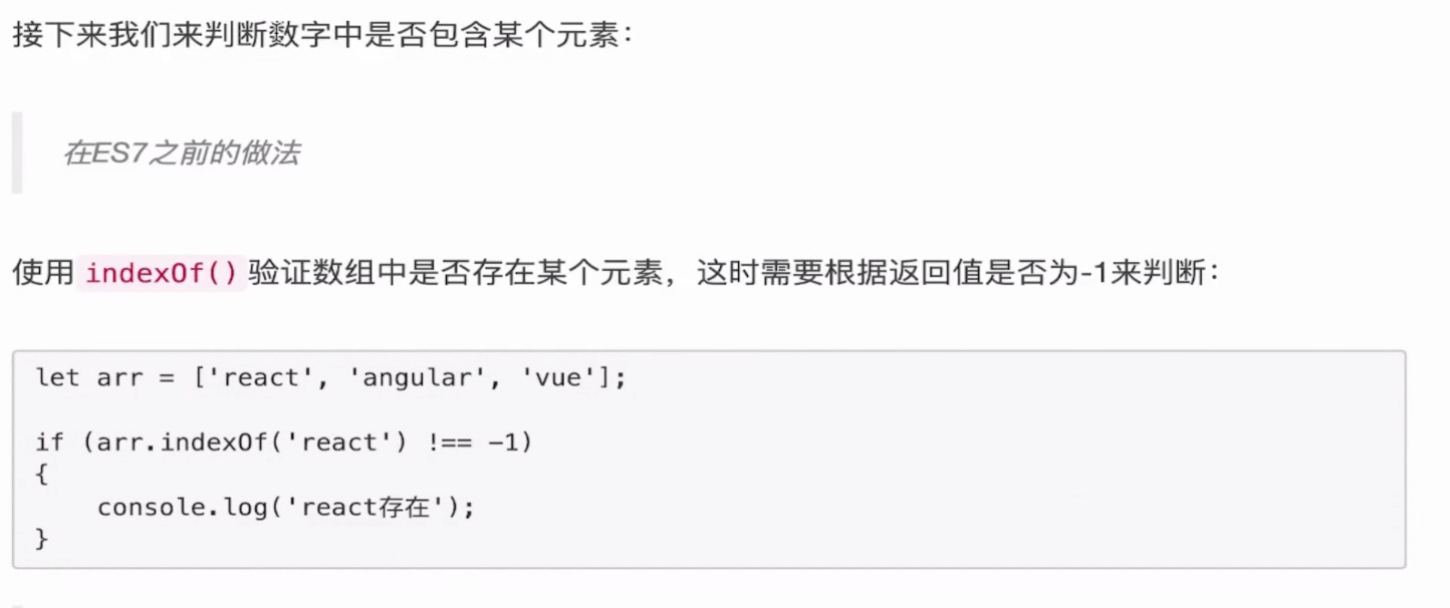 接下来我们来判断数字中是否包含某个元素：
在ES7之前的做法
使用 indexOf() 验证数组中是否存在某个元素，这时需要根据返回值是否为-1来判断：
let arr = ['react', 'angular', 'vue'];
if (arr.indexOf('react') !== -1)
{
    console.log('react存在');
}